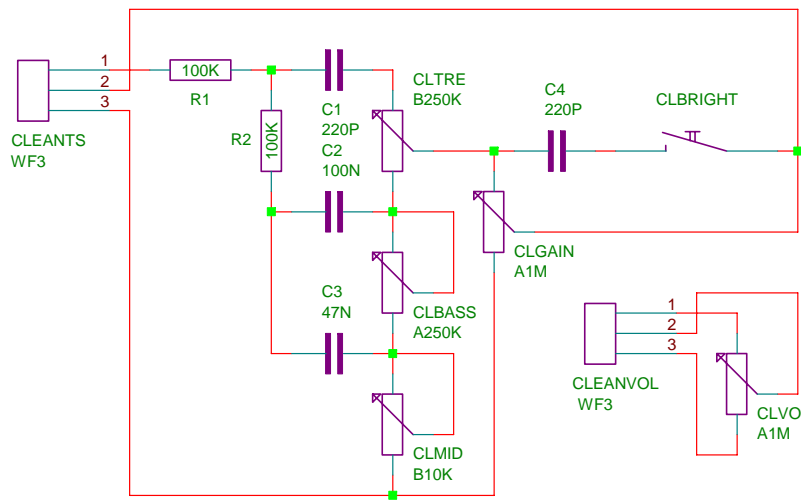 1
2
3
CLEANTS
WF3
100K
R1
R2
100K
C1
220P
C2
100N
C3
47N
CLTRE
B250K
CLBASS
A250K
CLMID
B10K
C4
220P
CLBRIGHT
CLGAIN
A1M
1
2
3
CLEANVOL
WF3
CLVO
A1M